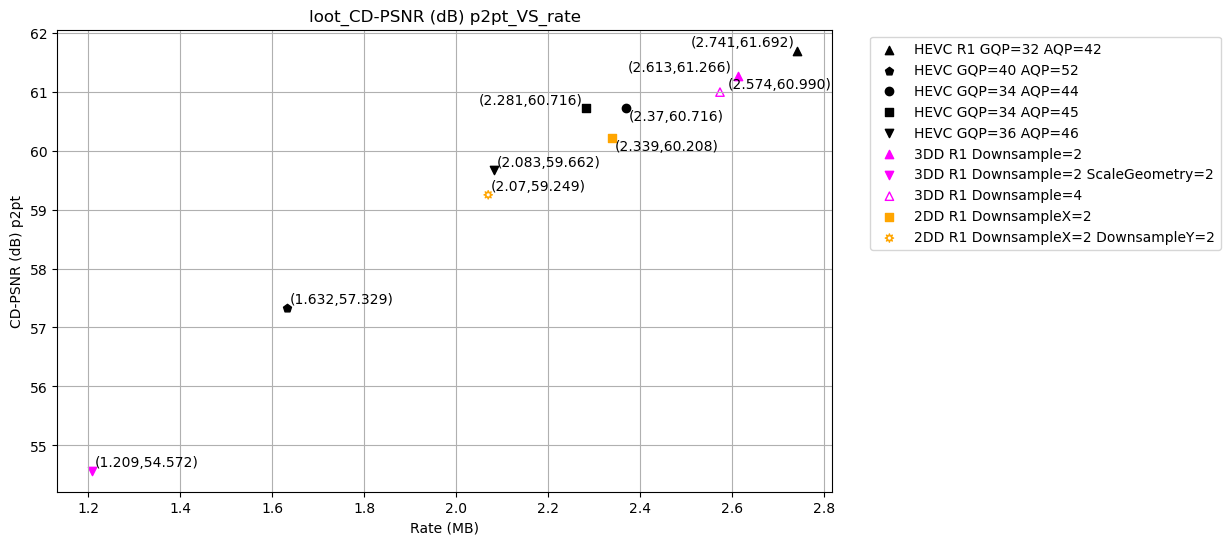 loot_CD-PSNR (dB) p2pt_VS_rate
62
61
60
59
58
57
56
55
CD-PSNR (dB) p2pt
(2.741,61.692)
(2.613,61.266)
(2.574,60.990)
(2.281,60.716)
(2.37,60.716)
(2.339,60.208)
(2.083,59.662)
(2.07,59.249)
(1.632,57.329)
(1.209,54.572)
1.2
1.4
1.6
1.8
2.0
2.2
2.4
2.6
2.8
Rate (MB)
HEVC R1 GQP=32 AQP=42
HEVC GQP=40 AQP=52
HEVC GQP=34 AQP=44
HEVC GQP=34 AQP=45
HEVC GQP=36 AQP=46
3DD R1 Downsample=2
3DD R1 Downsample=2 ScaleGeometry=2
3DD R1 Downsample=4
2DD R1 DownsampleX=2
2DD R1 DownsampleX=2 DownsampleY=2